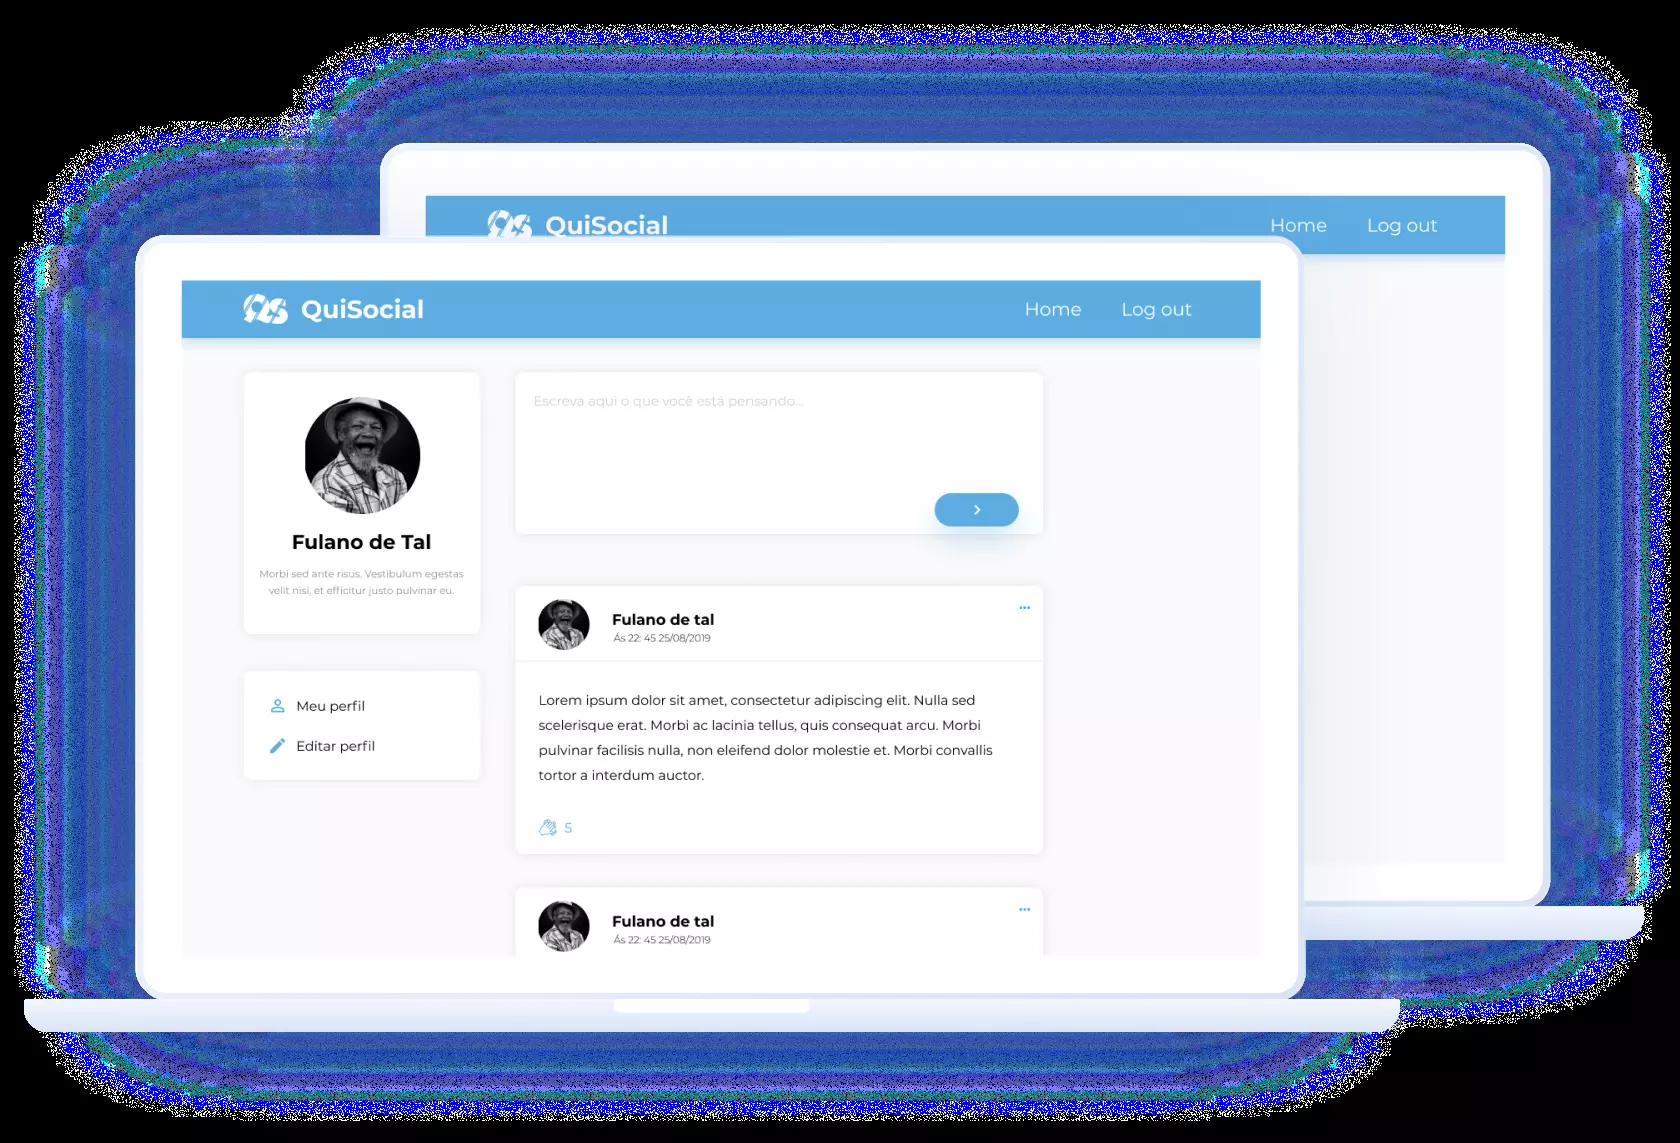 QuiSocial
Home
Log out
QuiSocial
Home
Log out
Fulano de Tal
Morbi sed ante risus. Vestibulum egestas
velit nisi, et efficitur justo pulvinar eu.
Meu perfil
Editar perfil
Escreva aqui o que você está pensando...
Fulano de tal
Ás 22: 45 25/08/2019
Lorem ipsum dolor sit amet, consectetur adipiscing elit. Nulla sed
scelerisque erat. Morbi ac lacinia tellus, quis consequat arcu. Morbi
pulvinar facilisis nulla, non eleifend dolor molestie et. Morbi convallis
tortor a interdum auctor.
5
Fulano de tal
Ás 22: 45 25/08/2019